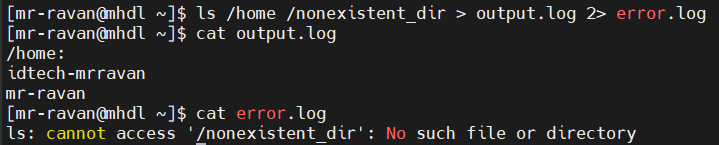 [mr-ravan@mhdl ~]$ ls /home /nonexistent_dir > output.log 2> error.log
[mr-ravan@mhdl ~]$ cat output.log
/home:
idtech-mrravan
mr-ravan
[mr-ravan@mhdl ~]$ cat error.log
ls: cannot access '/nonexistent_dir': No such file or directory